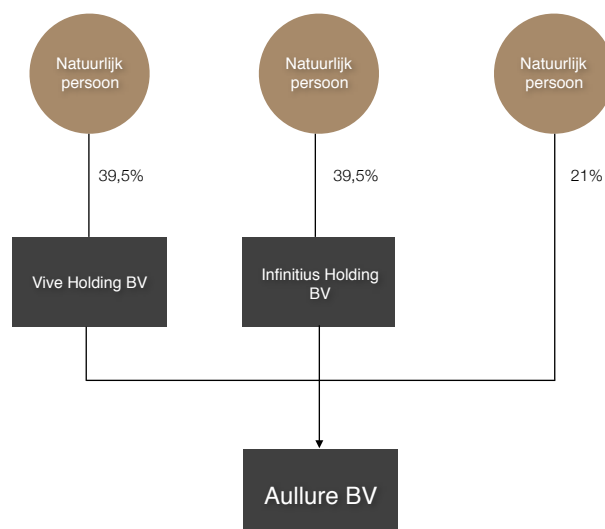 Natuurlijk
persoon
Natuurlijk
persoon
Natuurlijk
persoon
39,5%
39,5%
21%
Vive Holding BV
Infinitius Holding
BV
Aullure BV